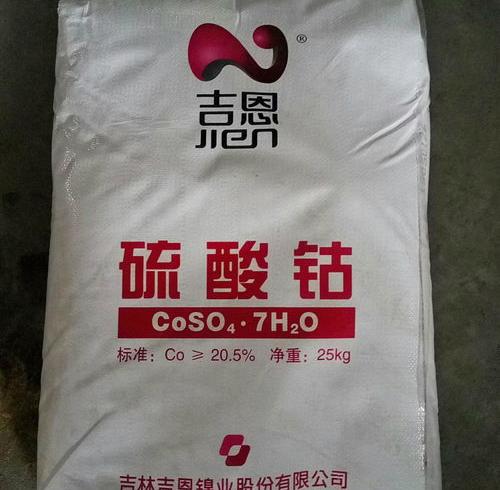 ®
吉恩
JIEN
硫酸钴
CoSO₄·7H₂O
标准：Co ≥ 20.5% 净重：25kg
吉林吉恩镍业股份有限公司